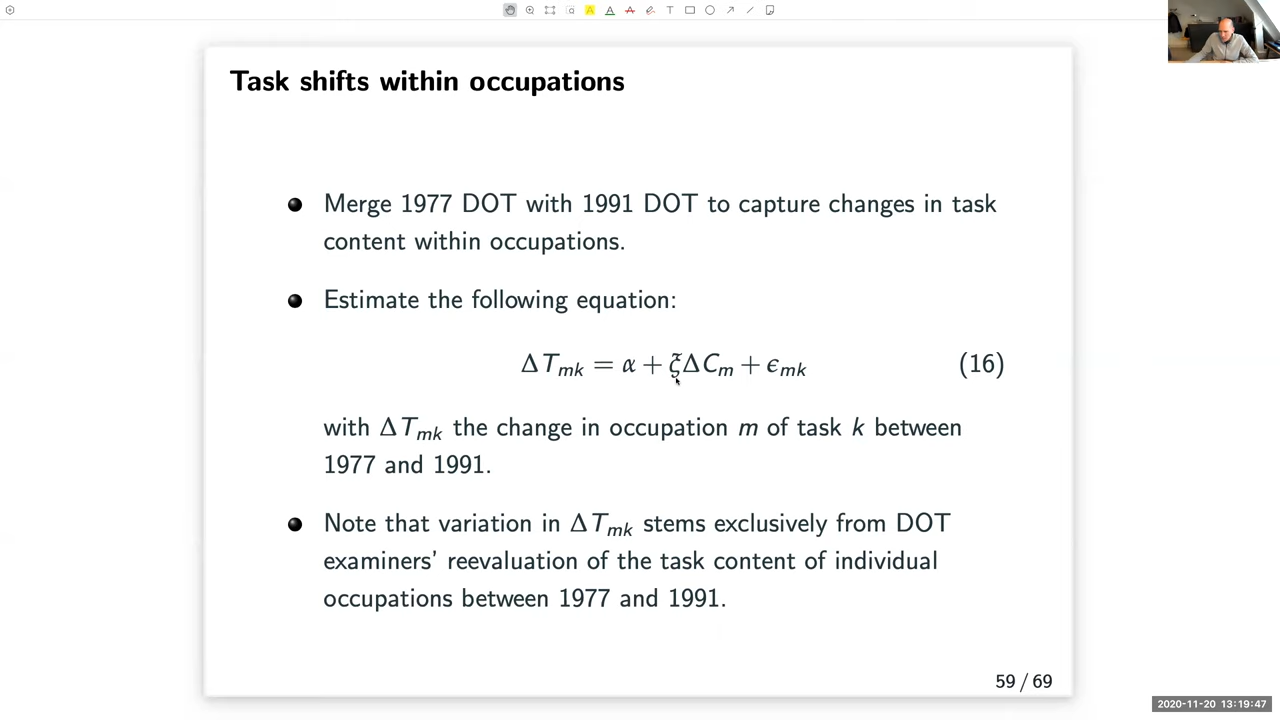 Task shifts within occupations
Merge 1977 DOT with 1991 DOT to capture changes in task
content within occupations.
Estimate the following equation:
ΔT_mk = α + ξΔC_m + ϵ_mk (16)
with ΔT_mk the change in occupation m of task k between
1977 and 1991.
Note that variation in ΔT_mk stems exclusively from DOT
examiners' reevaluation of the task content of individual
occupations between 1977 and 1991.
59 / 69
2020-11-20 13:19:47